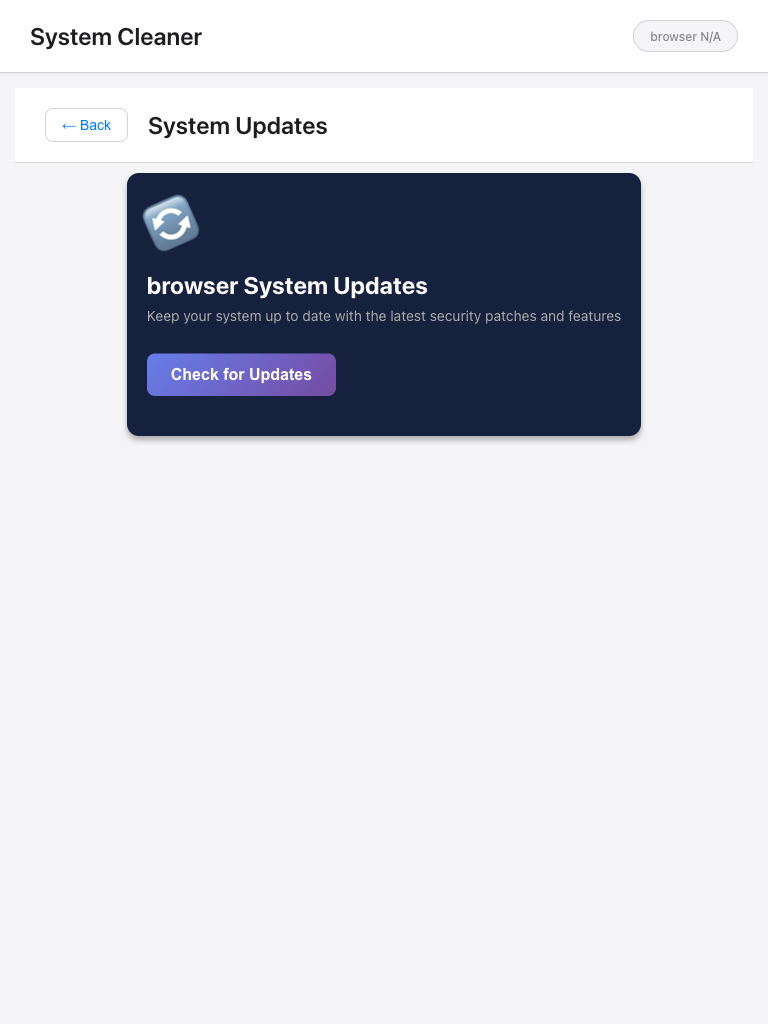 System Cleaner
browser N/A
← Back
System Updates
browser System Updates
Keep your system up to date with the latest security patches and features
Check for Updates